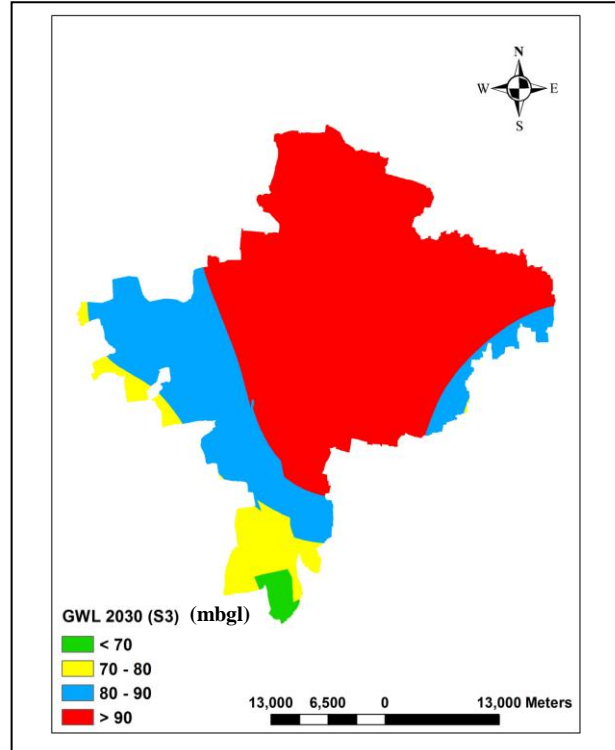 N
W E
S
GWL 2030 (S3) (mbgl)
< 70
70 - 80
80 - 90
> 90
13,000 6,500 0 13,000 Meters